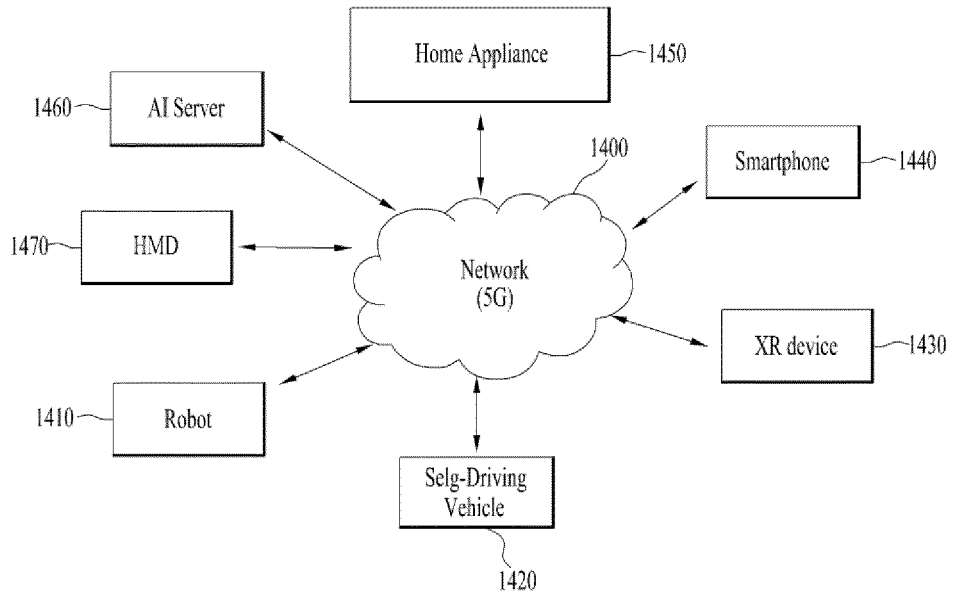 Home Appliance
1450
1460
AI Server
1400
Smartphone
1440
1470
HMD
Network
(5G)
XR device
1430
1410
Robot
Selg-Driving
Vehicle
1420